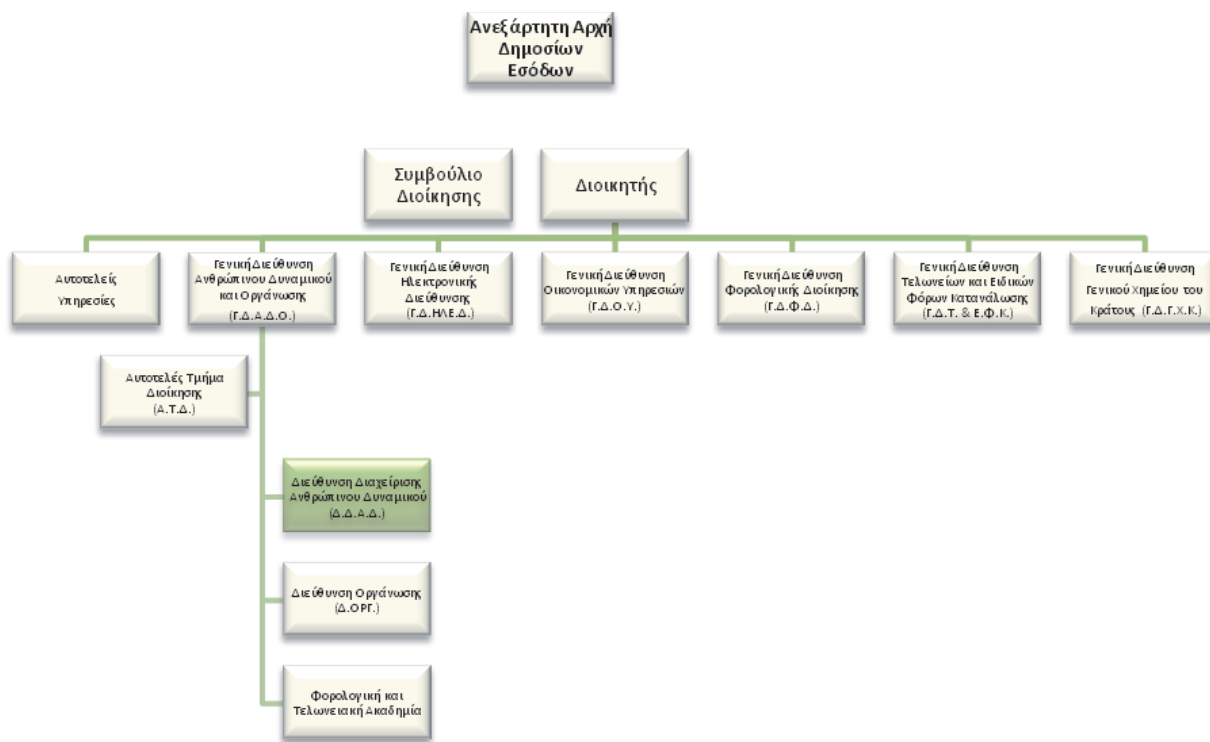 Ανεξάρτητη Αρχή
Δημοσίων
Εσόδων
Συμβούλιο
Διοίκησης
Διοικητής
Αυτοτελείς
Υπηρεσίες
Γενική Διεύθυνση
Ανθρώπινου Δυναμικού
και Οργάνωσης
(Γ.Δ.Α.Δ.Ο.)
Γενική Διεύθυνση
Ηλεκτρονικής
Διεύθυνσης
(Γ.Δ.ΗΛΕ.Δ.)
Γενική Διεύθυνση
Οικονομικών Υπηρεσιών
(Γ.Δ.Ο.Υ.)
Γενική Διεύθυνση
Φορολογικής Διοίκησης
(Γ.Δ.Φ.Δ.)
Γενική Διεύθυνση
Τελωνείων και Ειδικών
Φόρων Κατανάλωσης
(Γ.Δ.Τ. & Ε.Φ.Κ.)
Γενική Διεύθυνση
Γενικού Χημείου του
Κράτους (Γ.Δ.Γ.Χ.Κ.)
Αυτοτελές Τμήμα
Διοίκησης
(Α.Τ.Δ.)
Διεύθυνση Διαχείρισης
Ανθρώπινου Δυναμικού
(Δ.Δ.Α.Δ.)
Διεύθυνση Οργάνωσης
(Δ.ΟΡΓ.)
Φορολογική και
Τελωνειακή Ακαδημία